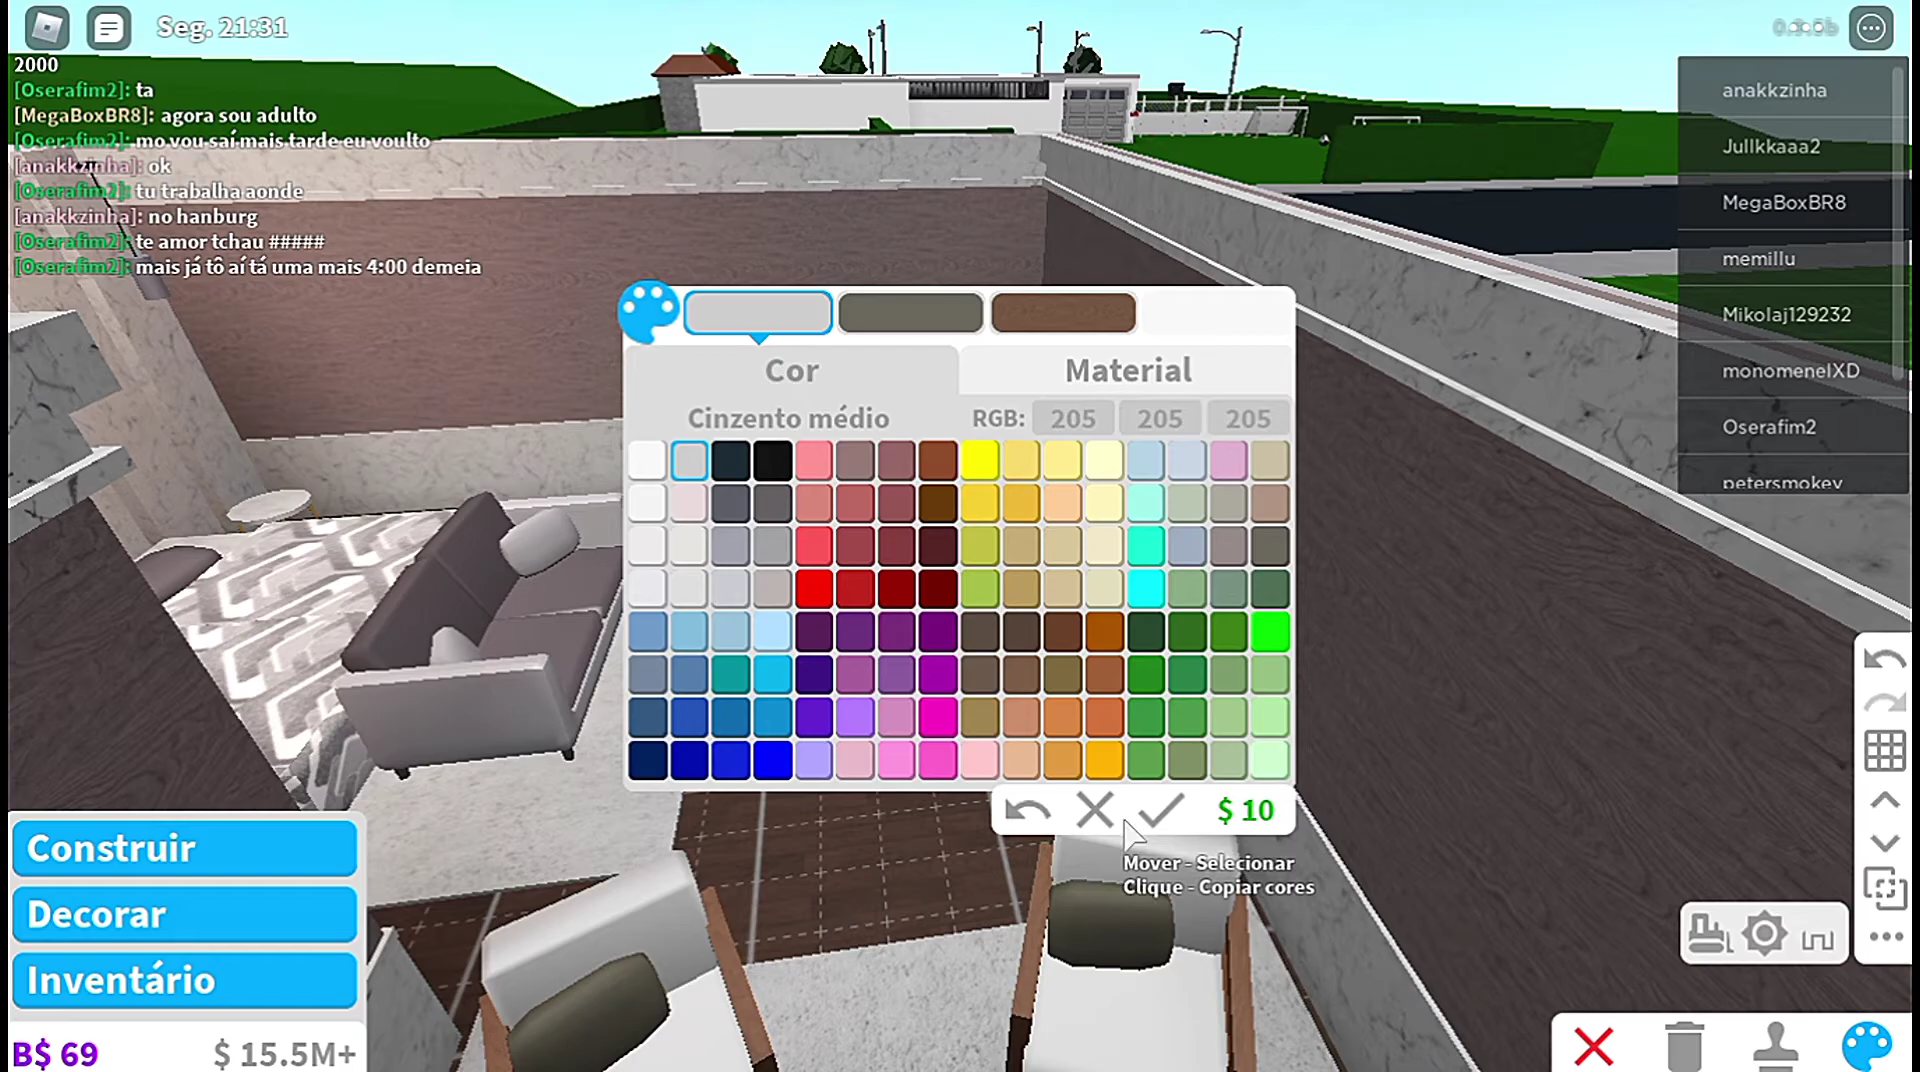 Seg. 21:31
2000
[Oserafim2]: ta
[MegaBoxBR8]: agora sou adulto
[Oserafim2]: mo vou saí mais tarde eu voulto
[anakkzinha]: ok
[Oserafim2]: tu trabalha aonde
[anakkzinha]: no hanburg
[Oserafim2]: te amor tchau #####
[Oserafim2]: mais já tô aí tá uma mais 4:00 demeia
anakkzinha
Jullkkaaa2
MegaBoxBR8
memillu
Mikolaj129232
monomenelXD
Oserafim2
petersmokey
Cor
Material
Cinzento médio
RGB: 205 205 205
$ 10
Mover - Selecionar
Clique - Copiar cores
Construir
Decorar
Inventário
B$ 69
$ 15.5M+